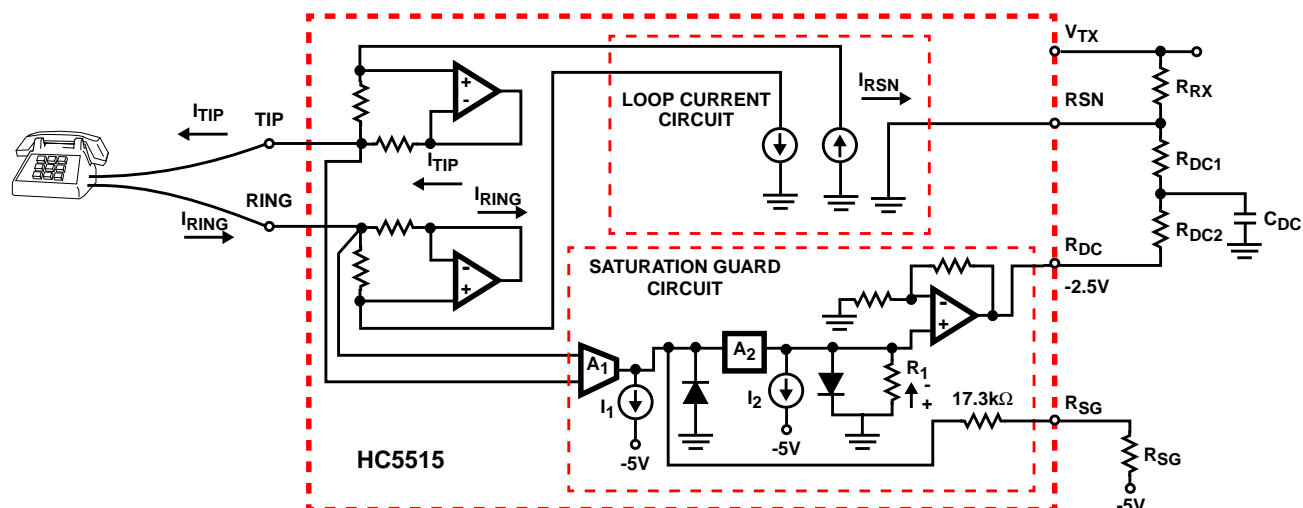 V_TX
I_RSN
R_RX
LOOP CURRENT
CIRCUIT
RSN
I_TIP
TIP
+
-
I_TIP
R_DC1
I_RING
RING
I_RING
C_DC
R_DC2
-
+
SATURATION GUARD
CIRCUIT
R_DC
-2.5V
-
+
A_1
A_2
R_1
-
+
I_1
I_2
17.3kΩ
R_SG
-5V
-5V
HC5515
R_SG
-5V